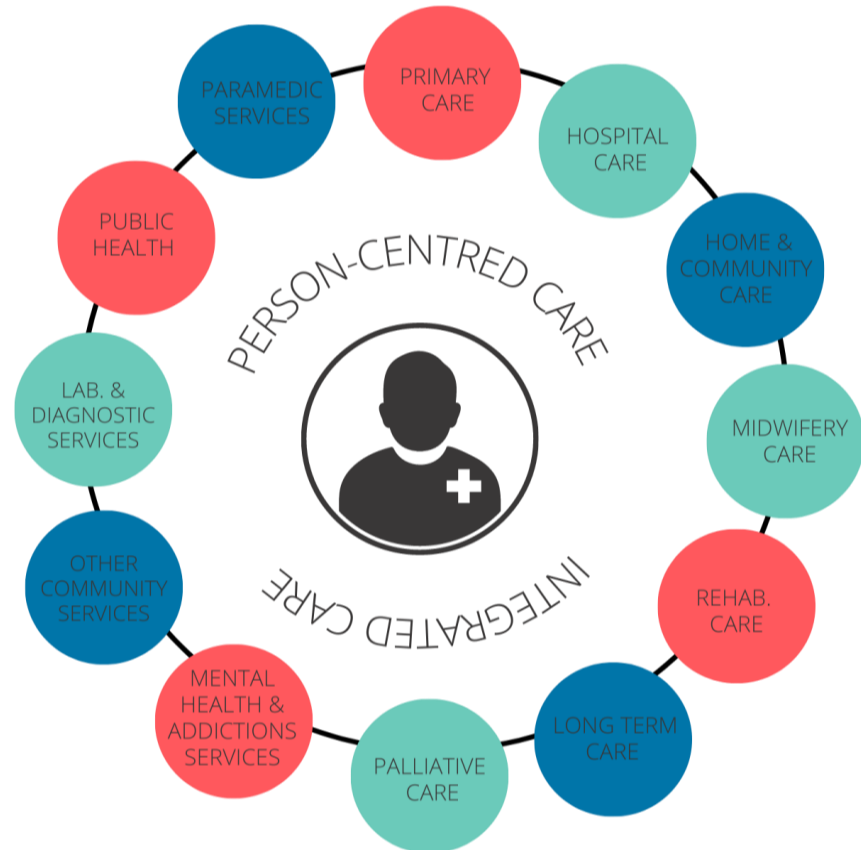 PRIMARY
CARE
HOSPITAL
CARE
HOME &
COMMUNITY
CARE
MIDWIFERY
CARE
REHAB.
CARE
LONG TERM
CARE
PALLIATIVE
CARE
MENTAL
HEALTH &
ADDICTIONS
SERVICES
OTHER
COMMUNITY
SERVICES
LAB. &
DIAGNOSTIC
SERVICES
PUBLIC
HEALTH
PARAMEDIC
SERVICES
PERSON-CENTRED CARE
INTEGRATED CARE